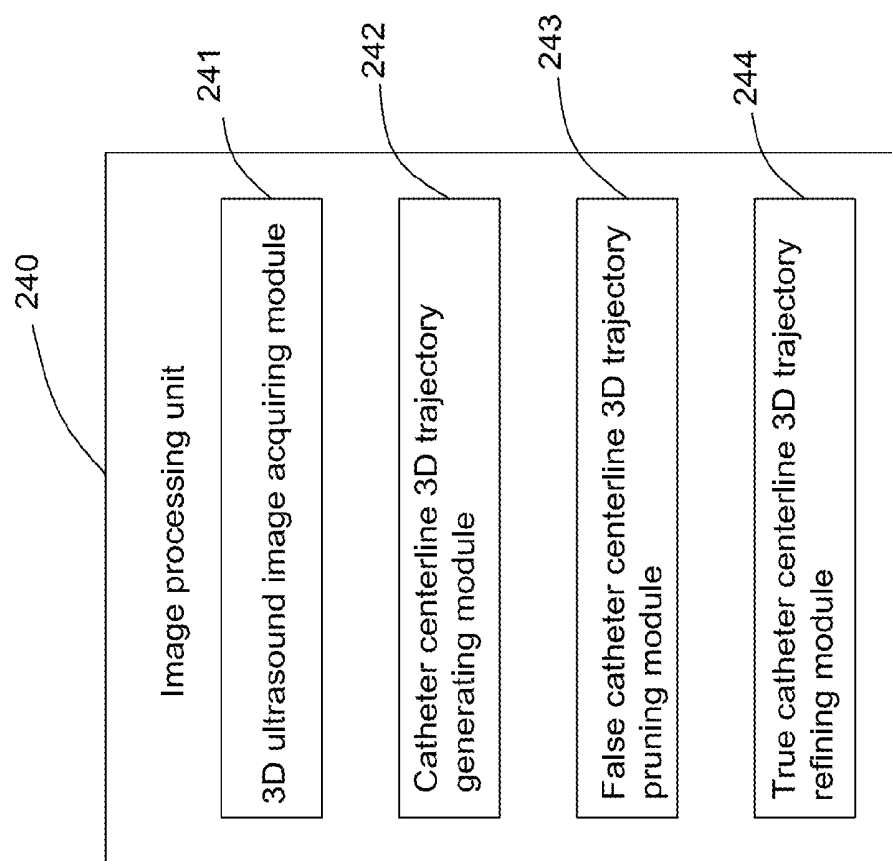 240
Image processing unit
241
3D ultrasound image acquiring module
242
Catheter centerline 3D trajectory
generating module
243
False catheter centerline 3D trajectory
pruning module
244
True catheter centerline 3D trajectory
refining module